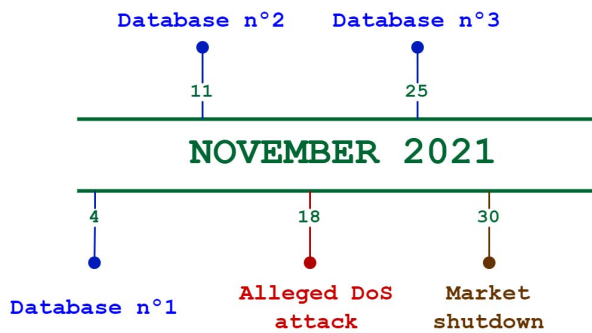 Database n°2
Database n°3
11
25
NOVEMBER 2021
4
18
30
Database n°1
Alleged DoS
attack
Market
shutdown